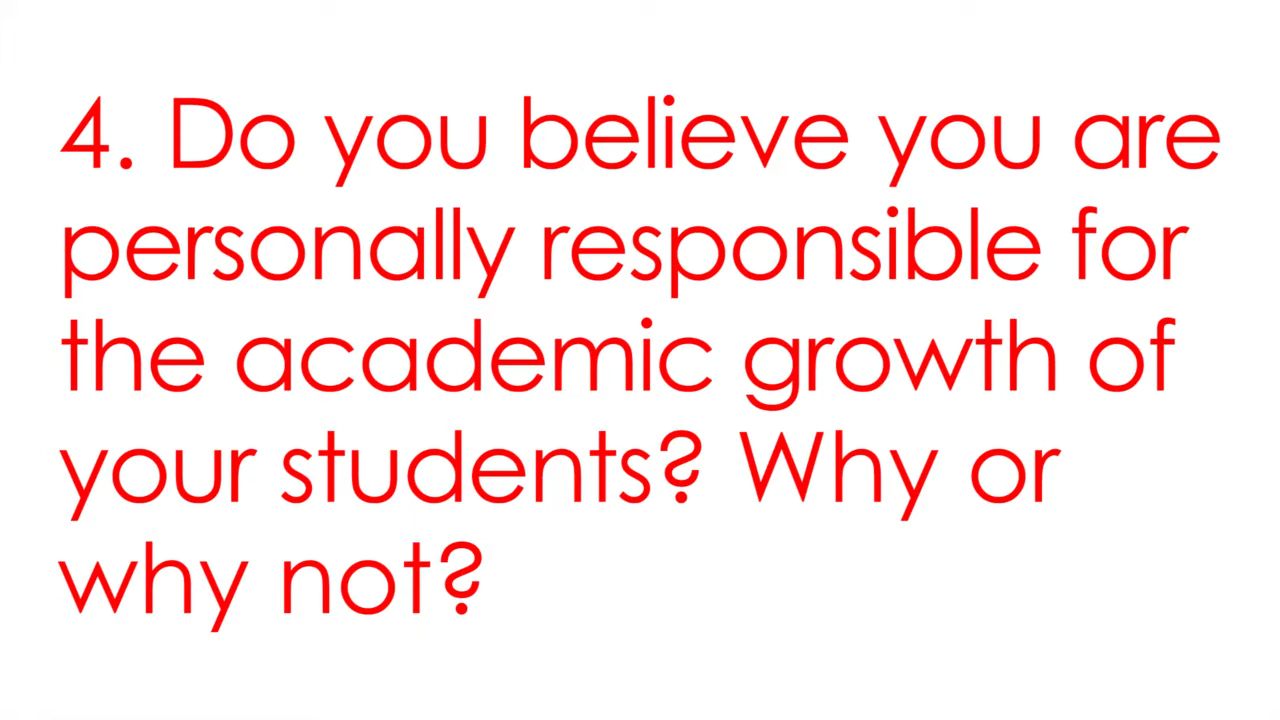 4. Do you believe you are
personally responsible for
the academic growth of
your students? Why or
why not?